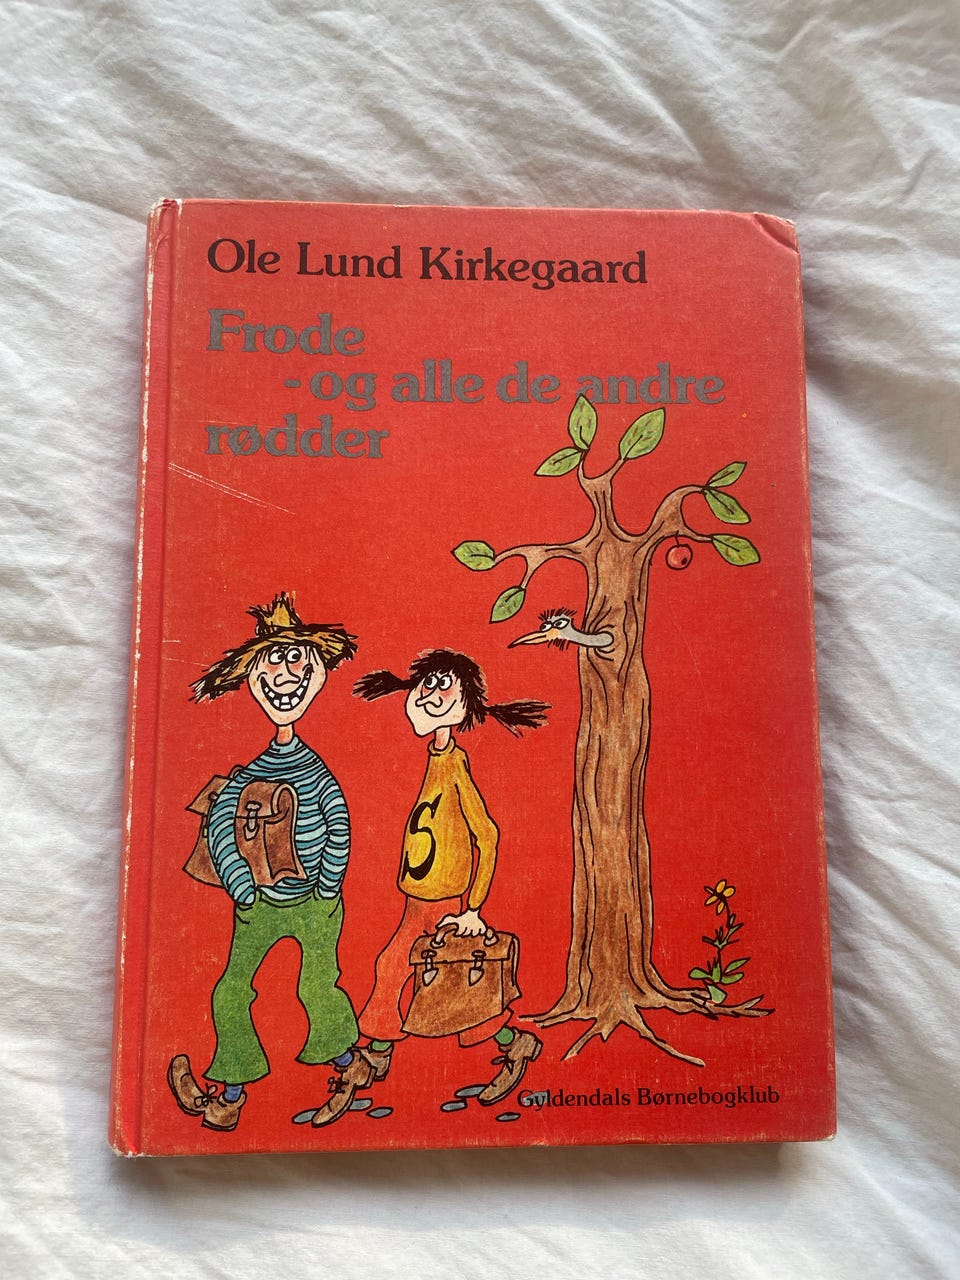 Ole Lund Kirkegaard
Frode
- og alle de andre
rødder
S
Gyldendals Børnebogklub